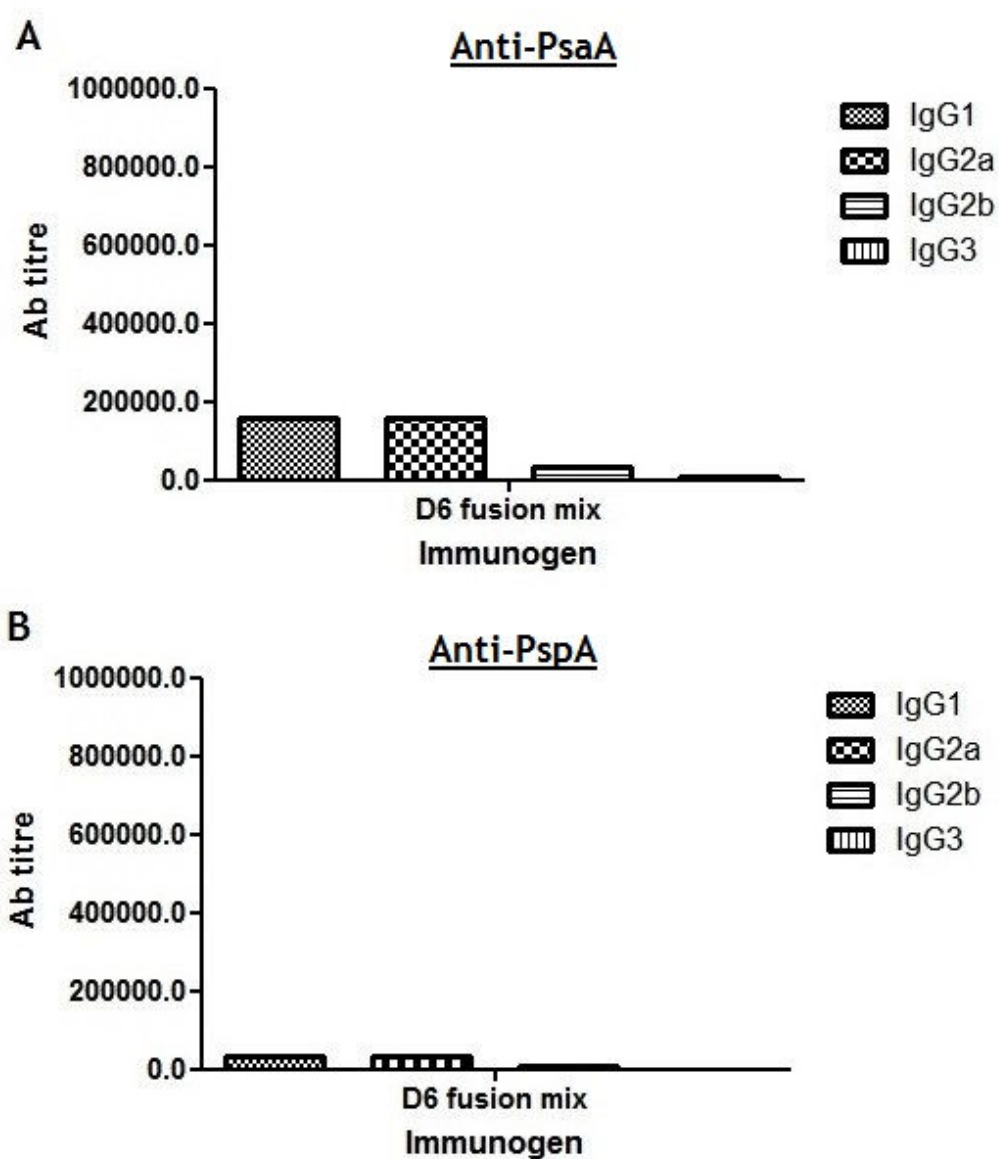 A
Anti-PsaA
1000000.0
800000.0
600000.0
400000.0
200000.0
0.0
Ab titre
D6 fusion mix
Immunogen
IgG1
IgG2a
IgG2b
IgG3
B
Anti-PspA
1000000.0
800000.0
600000.0
400000.0
200000.0
0.0
Ab titre
D6 fusion mix
Immunogen
IgG1
IgG2a
IgG2b
IgG3